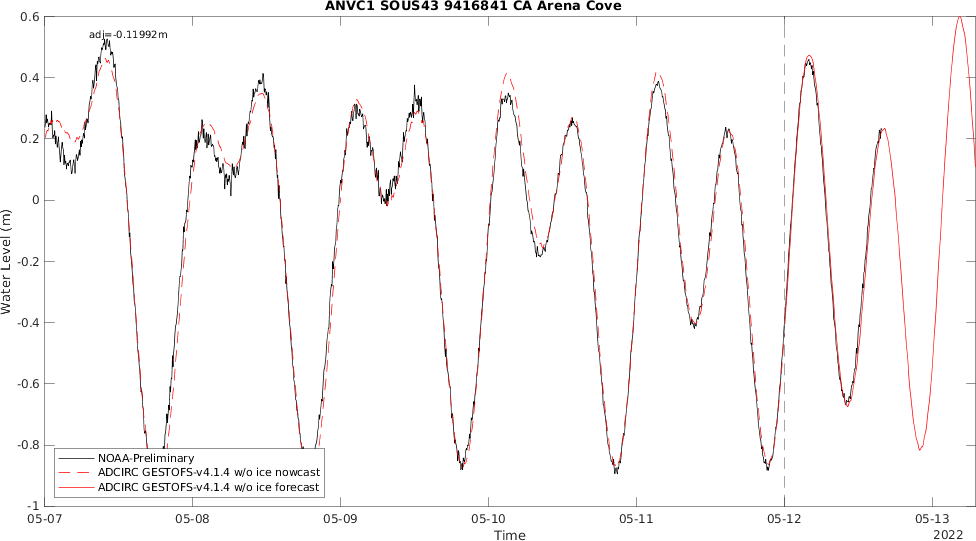 ANVC1 SOUS43 9416841 CA Arena Cove
adj=-0.11992m
0.6
0.4
0.2
0
-0.2
-0.4
-0.6
-0.8
-1
Water Level (m)
NOAA-Preliminary
ADCIRC GESTOFS-v4.1.4 w/o ice nowcast
ADCIRC GESTOFS-v4.1.4 w/o ice forecast
05-07 05-08 05-09 05-10 05-11 05-12 05-13
Time
2022